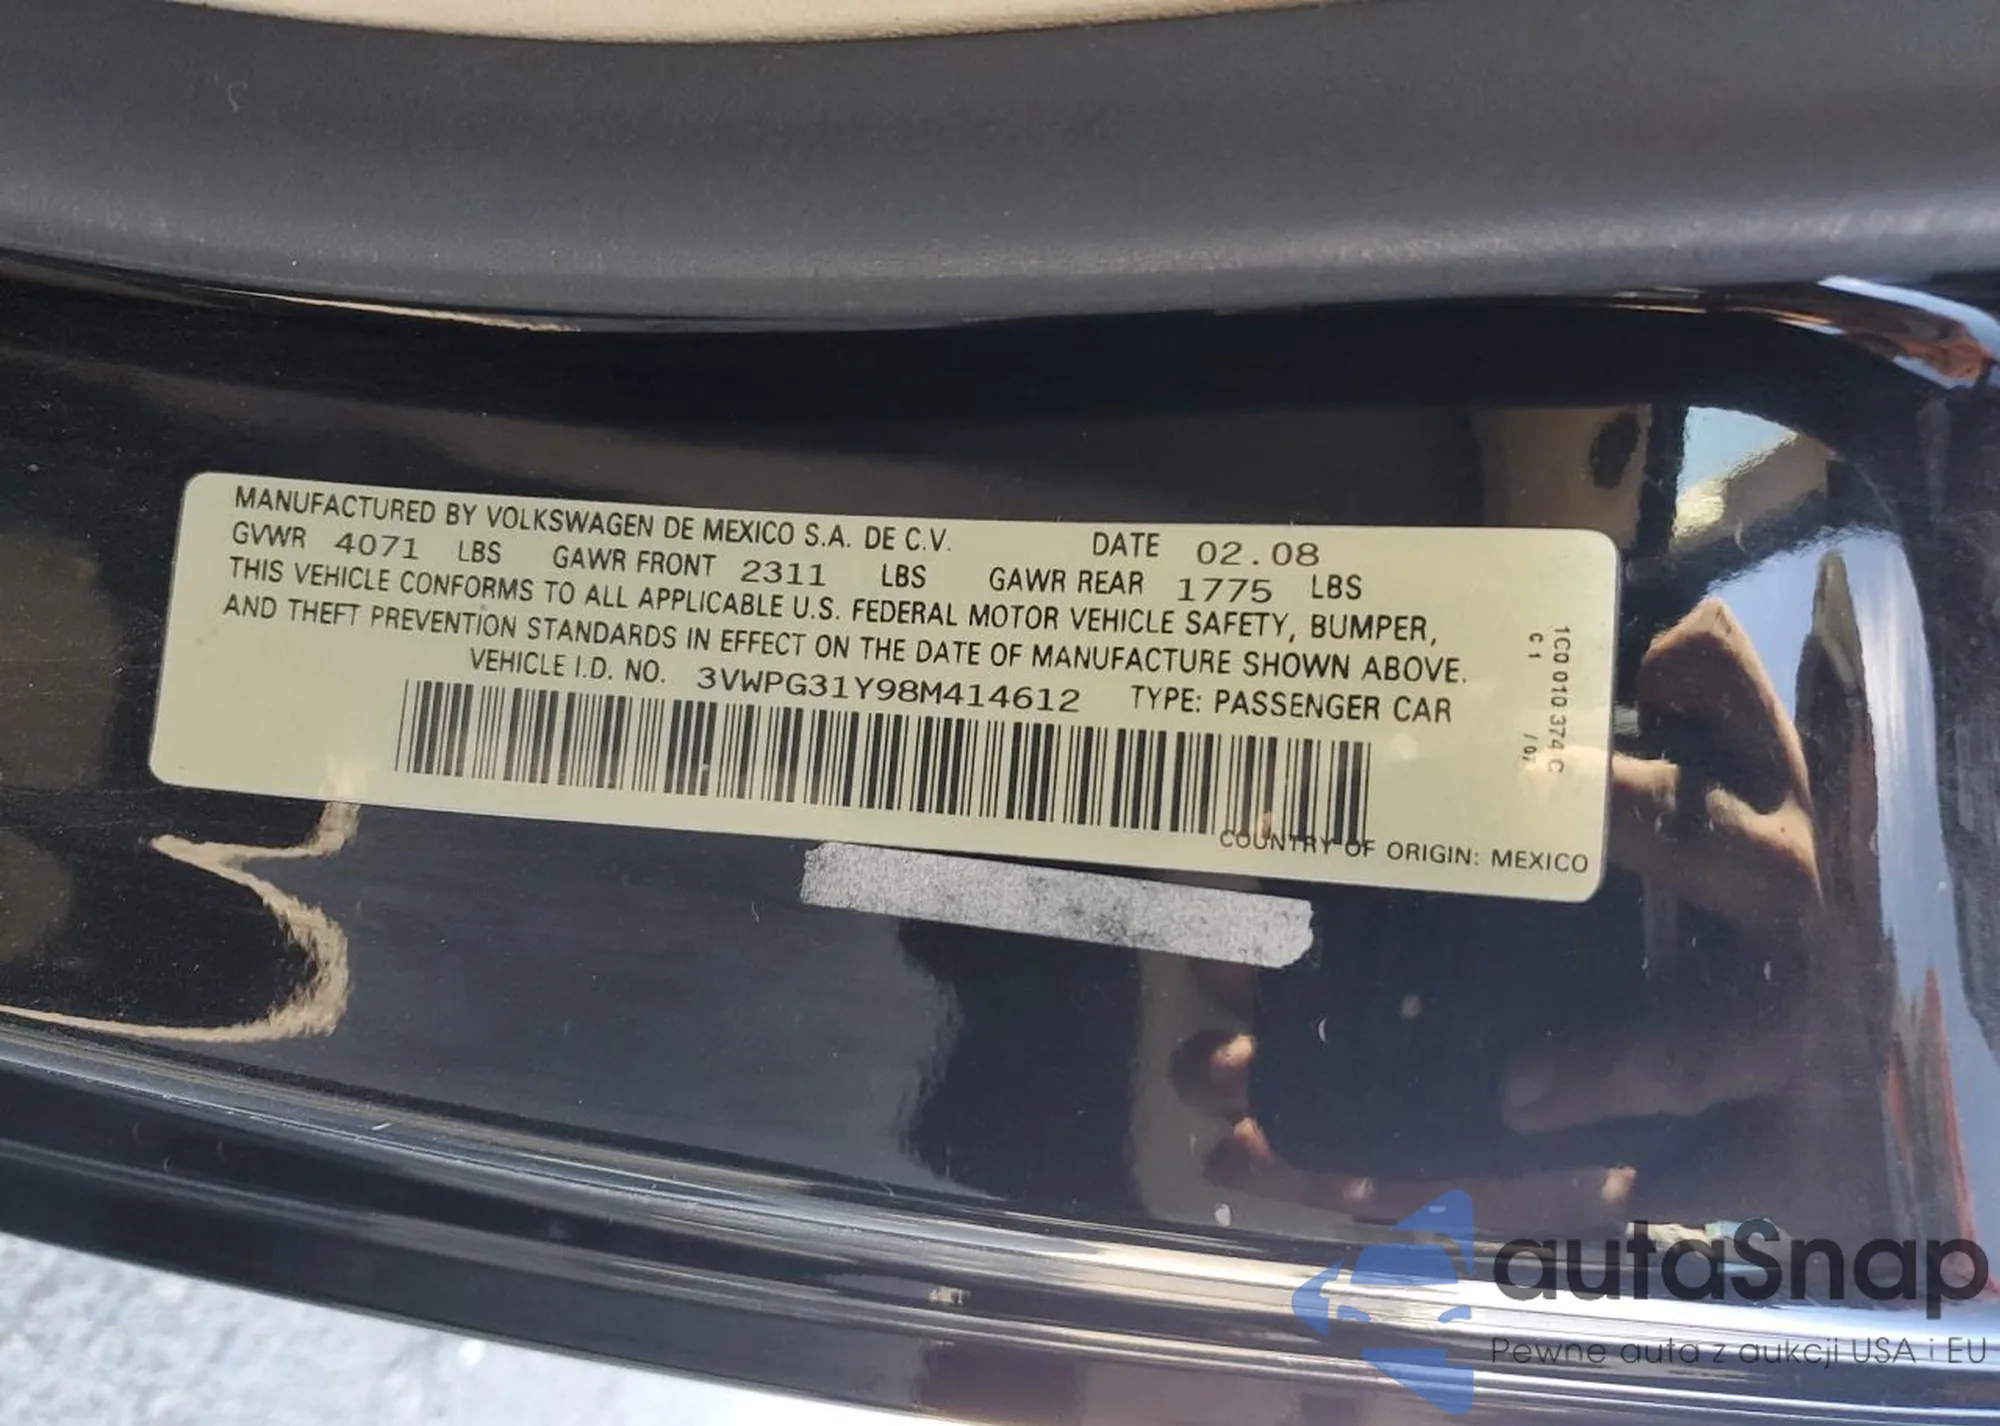 MANUFACTURED BY VOLKSWAGEN DE MEXICO S.A. DE C.V. DATE 02.08
GVWR 4071 LBS GAWR FRONT 2311 LBS GAWR REAR 1775 LBS
THIS VEHICLE CONFORMS TO ALL APPLICABLE U.S. FEDERAL MOTOR VEHICLE SAFETY, BUMPER,
AND THEFT PREVENTION STANDARDS IN EFFECT ON THE DATE OF MANUFACTURE SHOWN ABOVE.
VEHICLE I.D. NO. 3VWPG31Y98M414612 TYPE: PASSENGER CAR
1C0 010 374 C
C1 /07
COUNTRY OF ORIGIN: MEXICO
autaSnap
Pewne auta z aukcji USA i EU